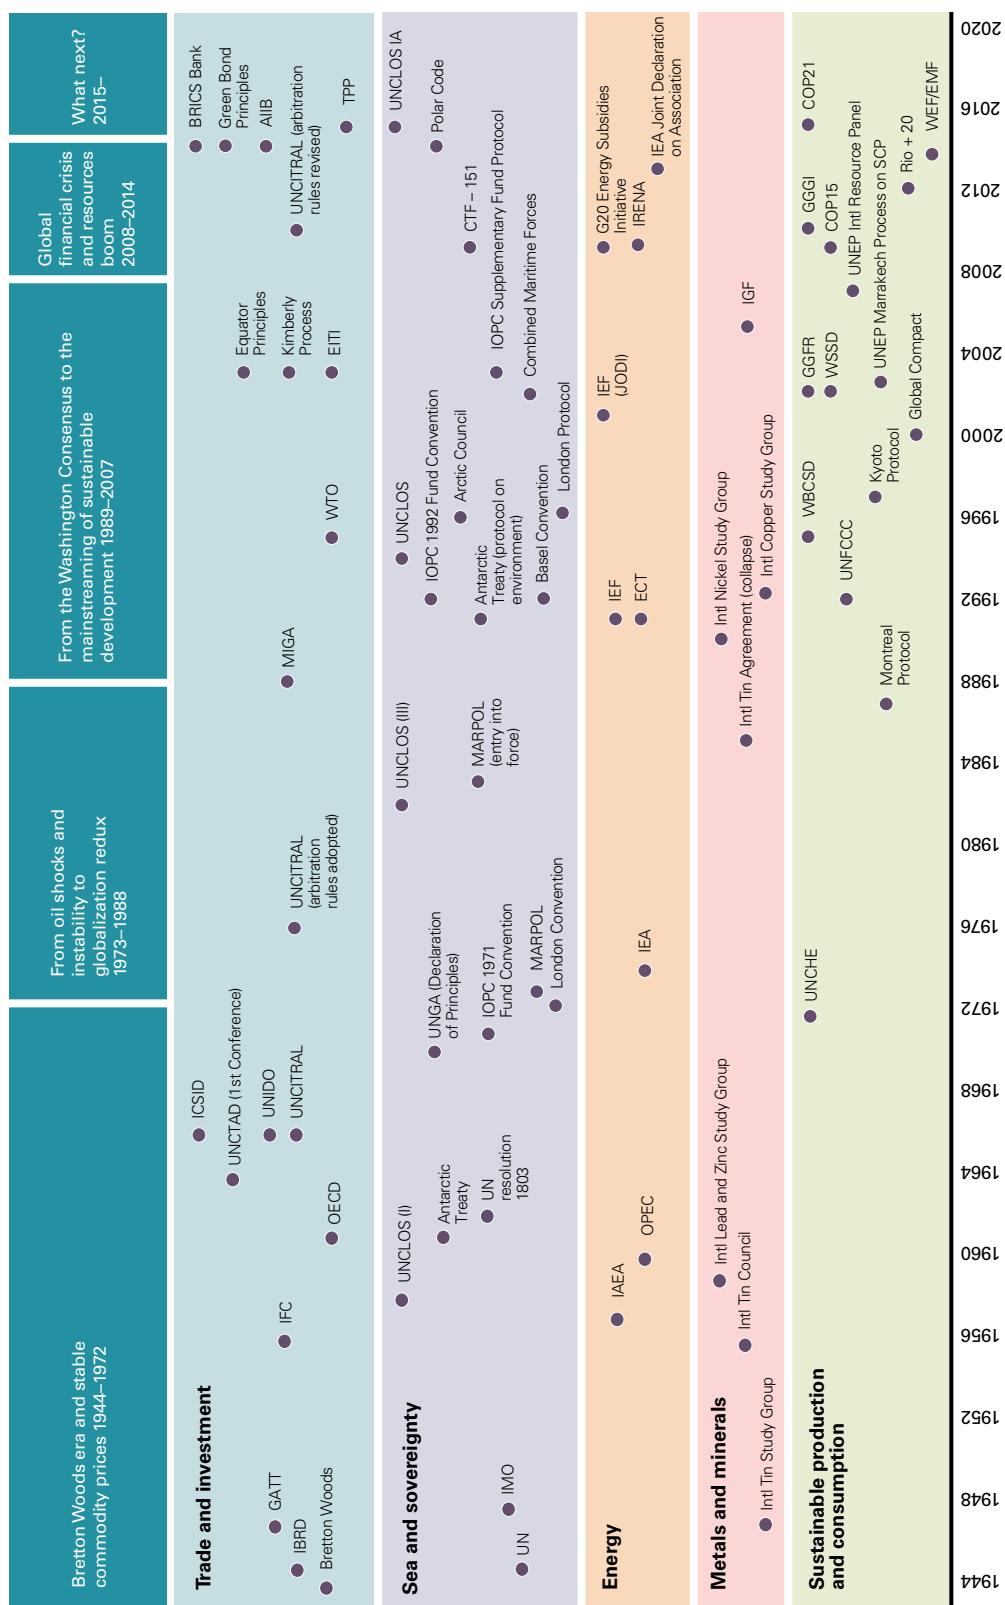 Bretton Woods era and stable
commodity prices 1944–1972
From oil shocks and
instability to
globalization redux
1973–1988
From the Washington Consensus to the
mainstreaming of sustainable
development 1989–2007
Global
financial crisis
and resources
boom
2008–2014
What next?
2015–
Trade and investment
Bretton Woods
IBRD
GATT
IFC
OECD
UNCTAD (1st Conference)
ICSID
UNIDO
UNCITRAL
UNCITRAL
(arbitration
rules adopted)
MIGA
WTO
Equator
Principles
Kimberly
Process
EITI
UNCITRAL (arbitration
rules revised)
BRICS Bank
Green Bond
Principles
AIIB
TPP
Sea and sovereignty
UN
IMO
UNCLOS (I)
Antarctic
Treaty
UN
resolution
1803
UNGA (Declaration
of Principles)
IOPC 1971
Fund Convention
MARPOL
London Convention
UNCLOS (III)
MARPOL
(entry into
force)
UNCLOS
IOPC 1992 Fund Convention
Arctic Council
Antarctic
Treaty (protocol on
environment)
Basel Convention
London Protocol
CTF – 151
IOPC Supplementary Fund Protocol
Combined Maritime Forces
UNCLOS IA
Polar Code
Energy
IAEA
OPEC
IEA
IEF
ECT
IEF
(JODI)
G20 Energy Subsidies
Initiative
IRENA
IEA Joint Declaration
on Association
Metals and minerals
Intl Tin Study Group
Intl Tin Council
Intl Lead and Zinc Study Group
Intl Tin Agreement (collapse)
Intl Nickel Study Group
Intl Copper Study Group
IGF
Sustainable production
and consumption
UNCHE
Montreal
Protocol
UNFCCC
WBCSD
Kyoto
Protocol
Global Compact
GGFR
WSSD
UNEP Marrakech Process on SCP
UNEP Intl Resource Panel
GGGI
COP15
Rio + 20
WEF/EMF
COP21
1944
1948
1952
1956
1960
1964
1968
1972
1976
1980
1984
1988
1992
1996
2000
2004
2008
2012
2016
2020